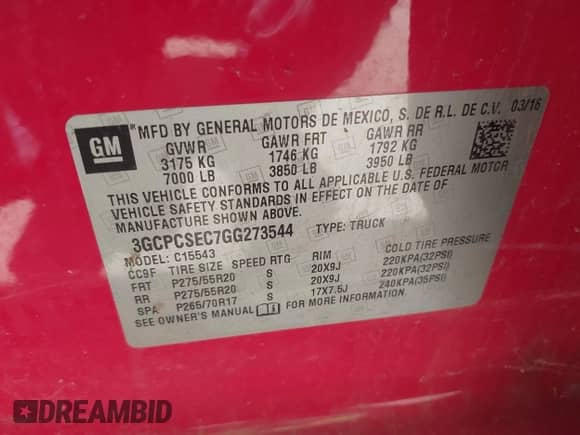 GM
*MFD BY GENERAL MOTORS DE MEXICO, S. DE R.L. DE C.V. 03/16
GVWR GAWR FRT GAWR RR
3175 KG 1746 KG 1792 KG
7000 LB 3850 LB 3950 LB
THIS VEHICLE CONFORMS TO ALL APPLICABLE U.S. FEDERAL MOTOR
VEHICLE SAFETY STANDARDS IN EFFECT ON THE DATE OF
MANUFACTURE SHOWN ABOVE.
3GCPCSEC7GG273544 TYPE: TRUCK
MODEL: C15543
CC9F TIRE SIZE SPEED RTG RIM COLD TIRE PRESSURE
FRT P275/55R20 S 20X9J 220KPA(32PSI)
RR P275/55R20 S 20X9J 220KPA(32PSI)
SPA P265/70R17 S 17X7.5J 240KPA(35PSI)
SEE OWNER'S MANUAL FOR MORE INFORMATION.
DREAMBID